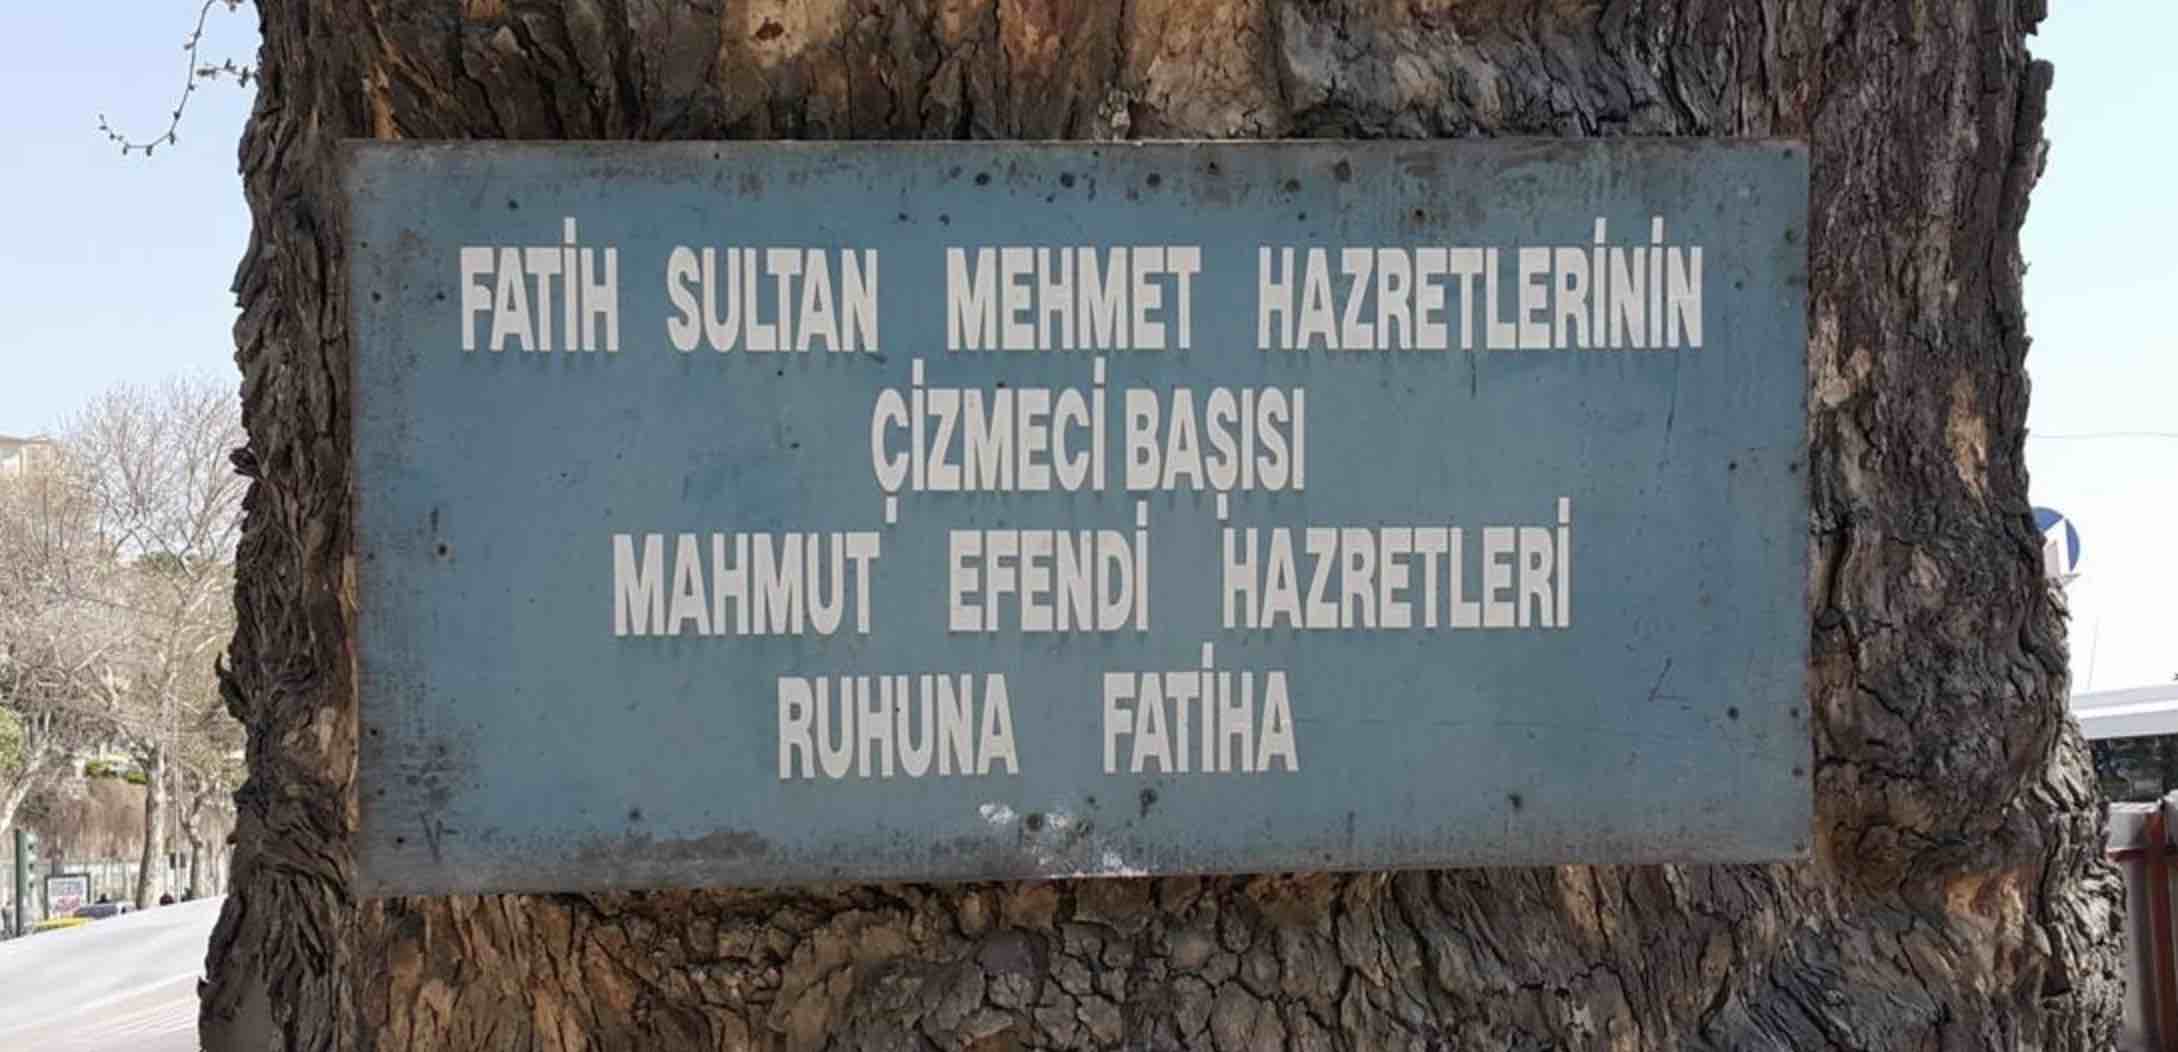 FATİH SULTAN MEHMET HAZRETLERİNİN
ÇİZMECİ BAŞISI
MAHMUT EFENDİ HAZRETLERİ
RUHUNA FATİHA